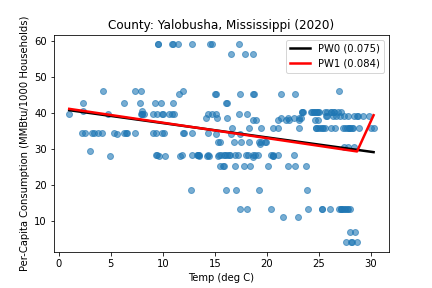 County: Yalobusha, Mississippi (2020)
PW0 (0.075)
PW1 (0.084)
Per-Capita Consumption (MMBtu/1000 Households)
60
50
40
30
20
10
0 5 10 15 20 25 30
Temp (deg C)